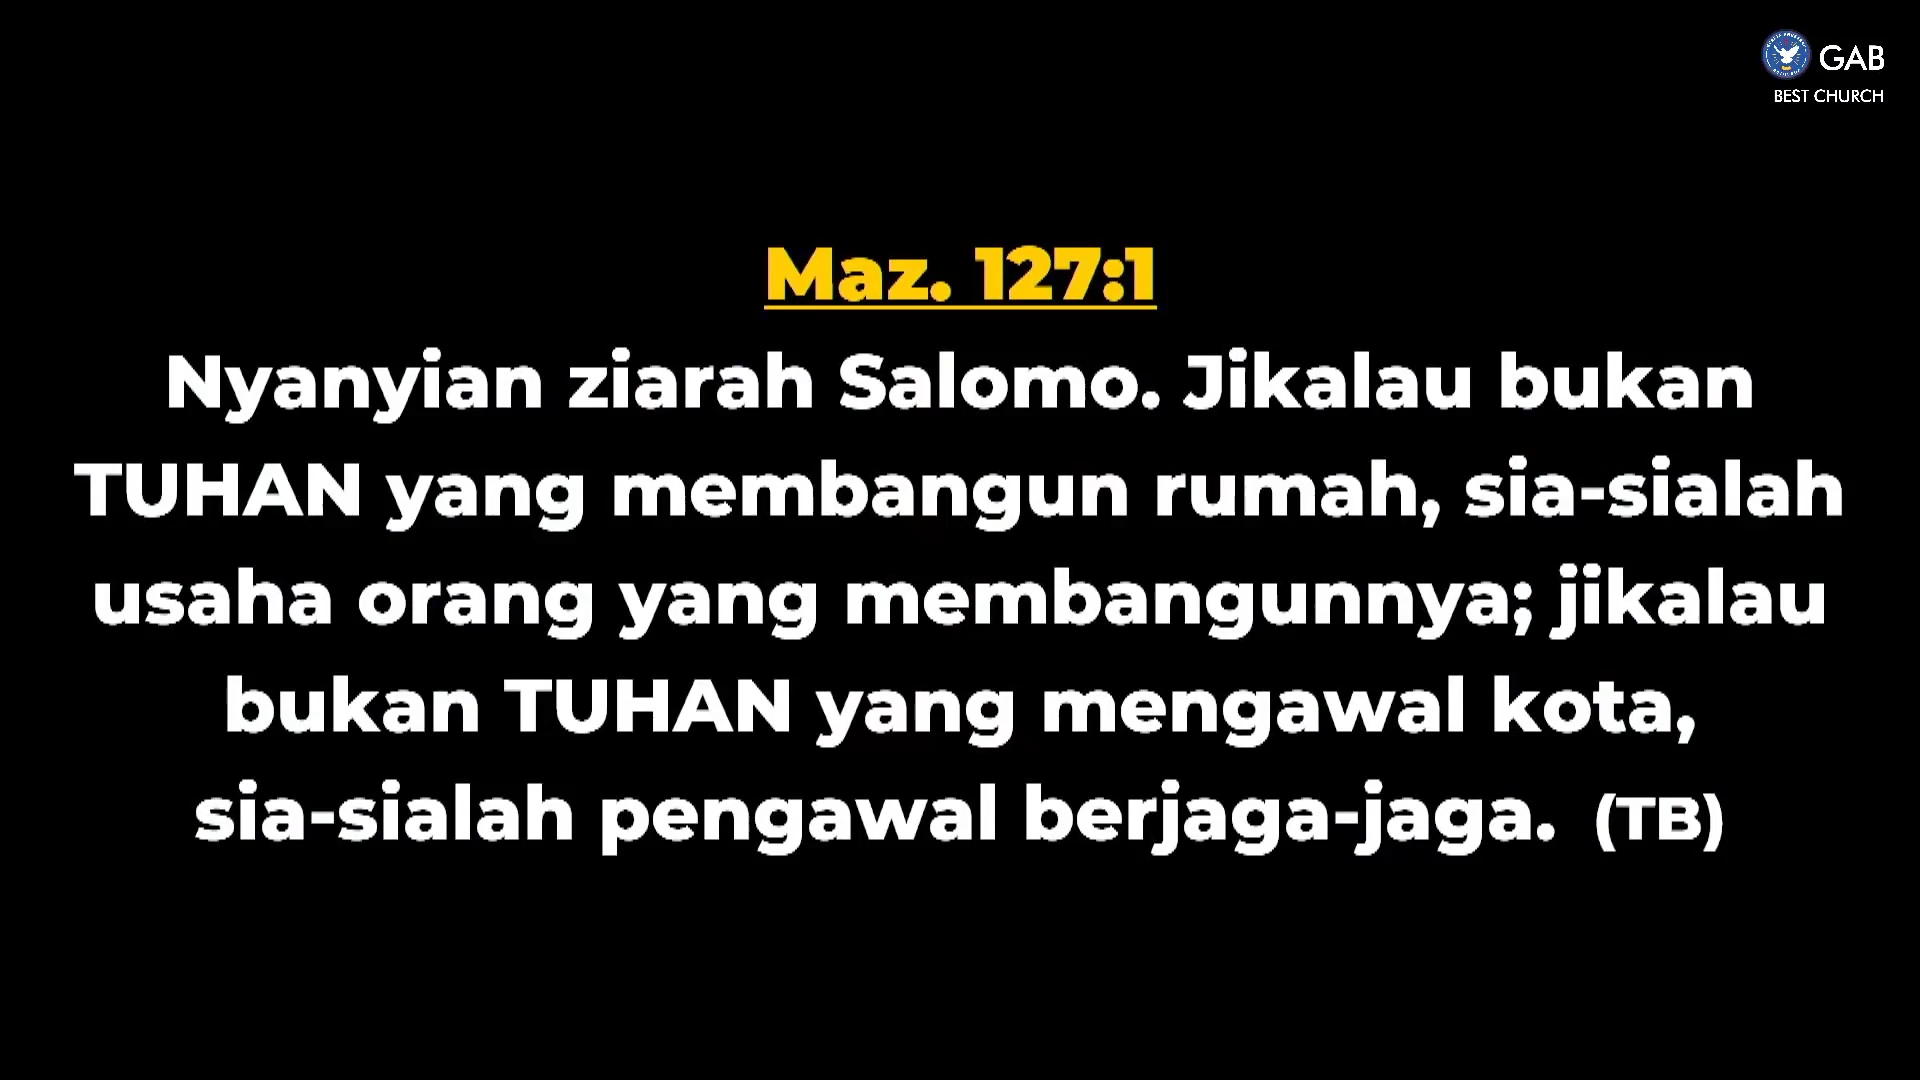 GAB
BEST CHURCH
Maz. 127:1
Nyanyian ziarah Salomo. Jikalau bukan
TUHAN yang membangun rumah, sia-sialah
usaha orang yang membangunnya; jikalau
bukan TUHAN yang mengawal kota,
sia-sialah pengawal berjaga-jaga. (TB)